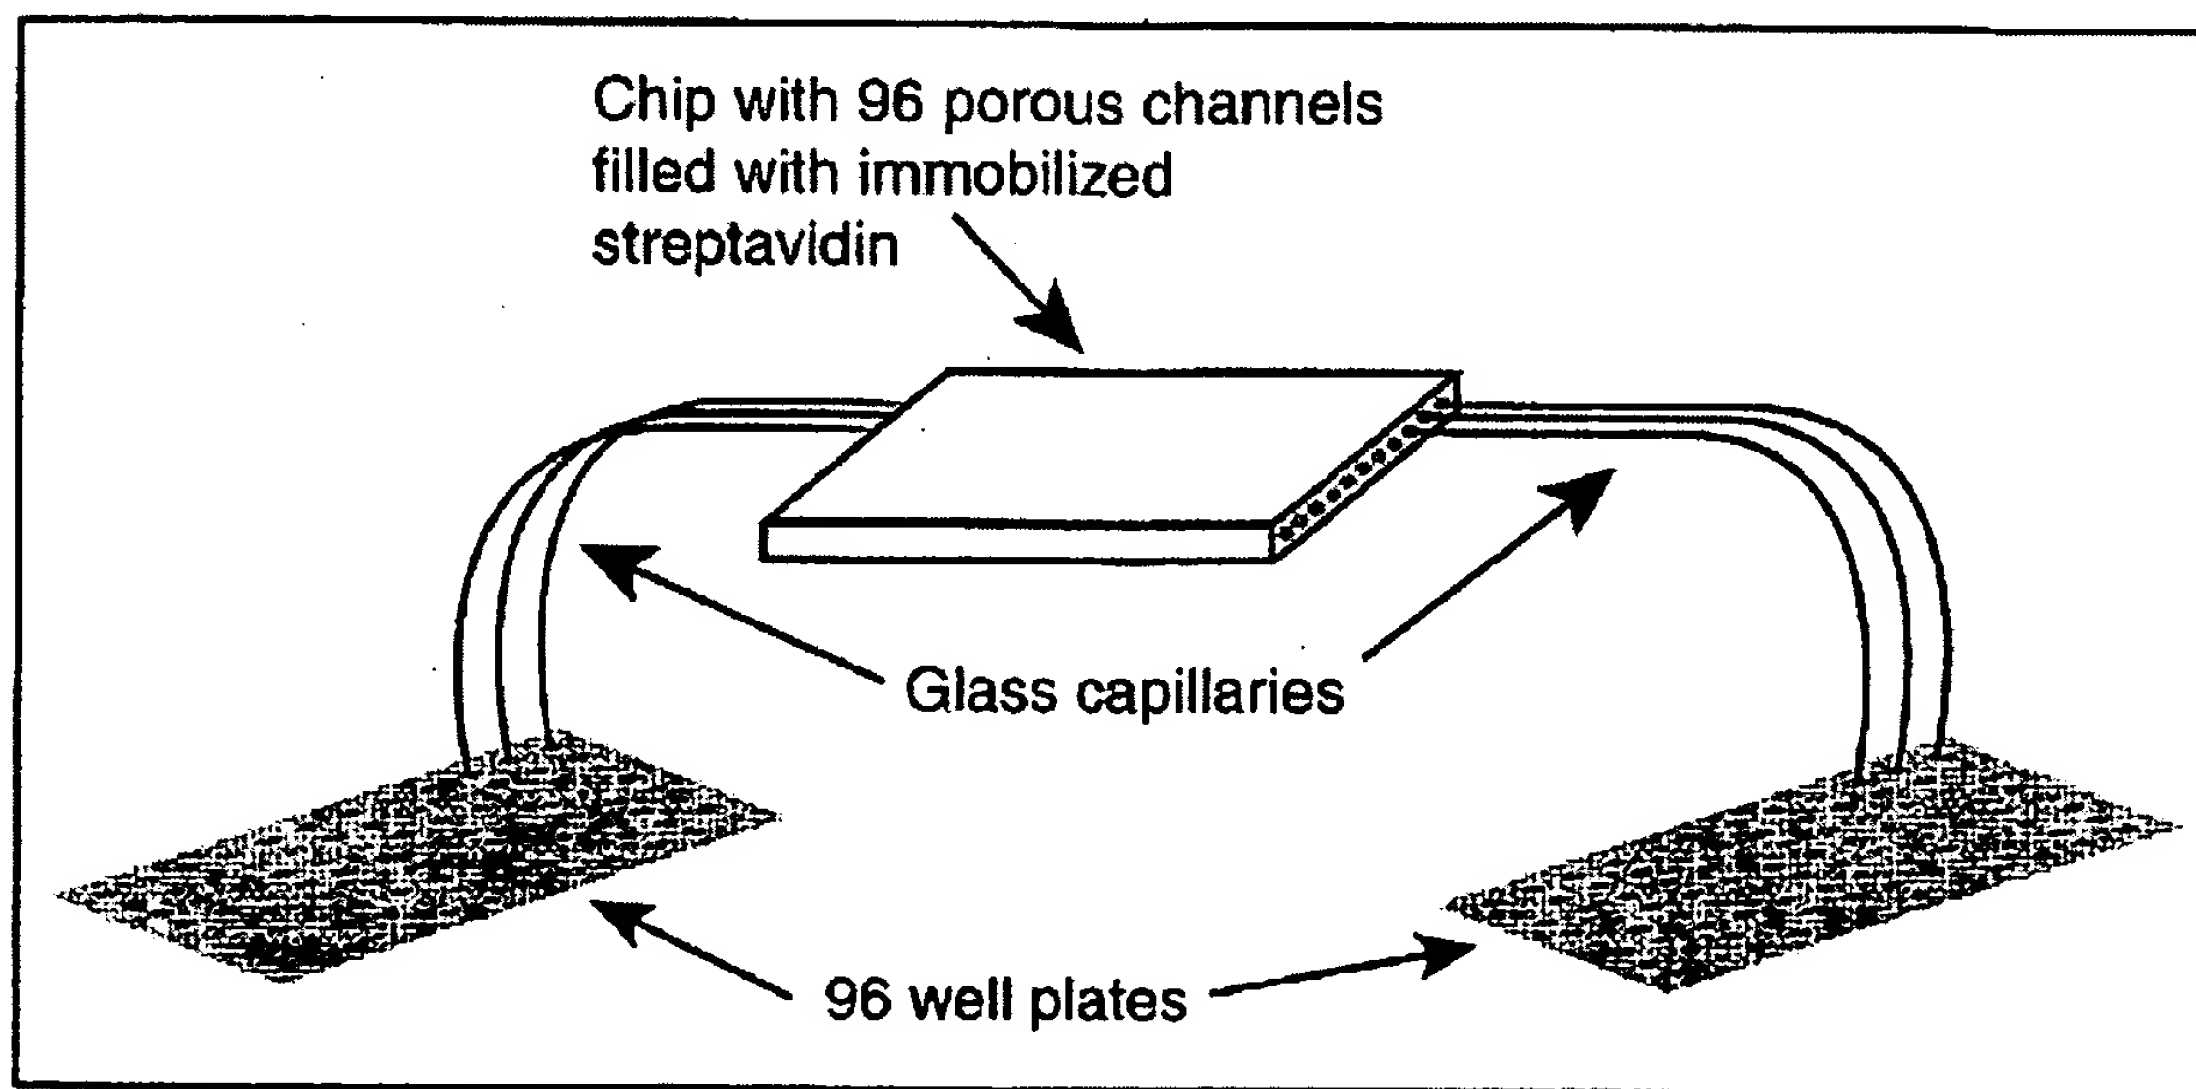 Chip with 96 porous channels
filled with immobilized
streptavidin
Glass capillaries
96 well plates